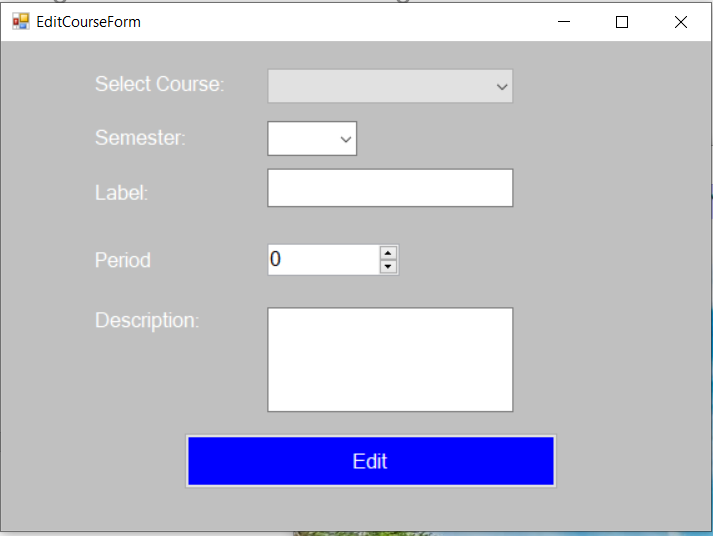 EditCourseForm
Select Course:
Semester:
Label:
Period
0
Description:
Edit